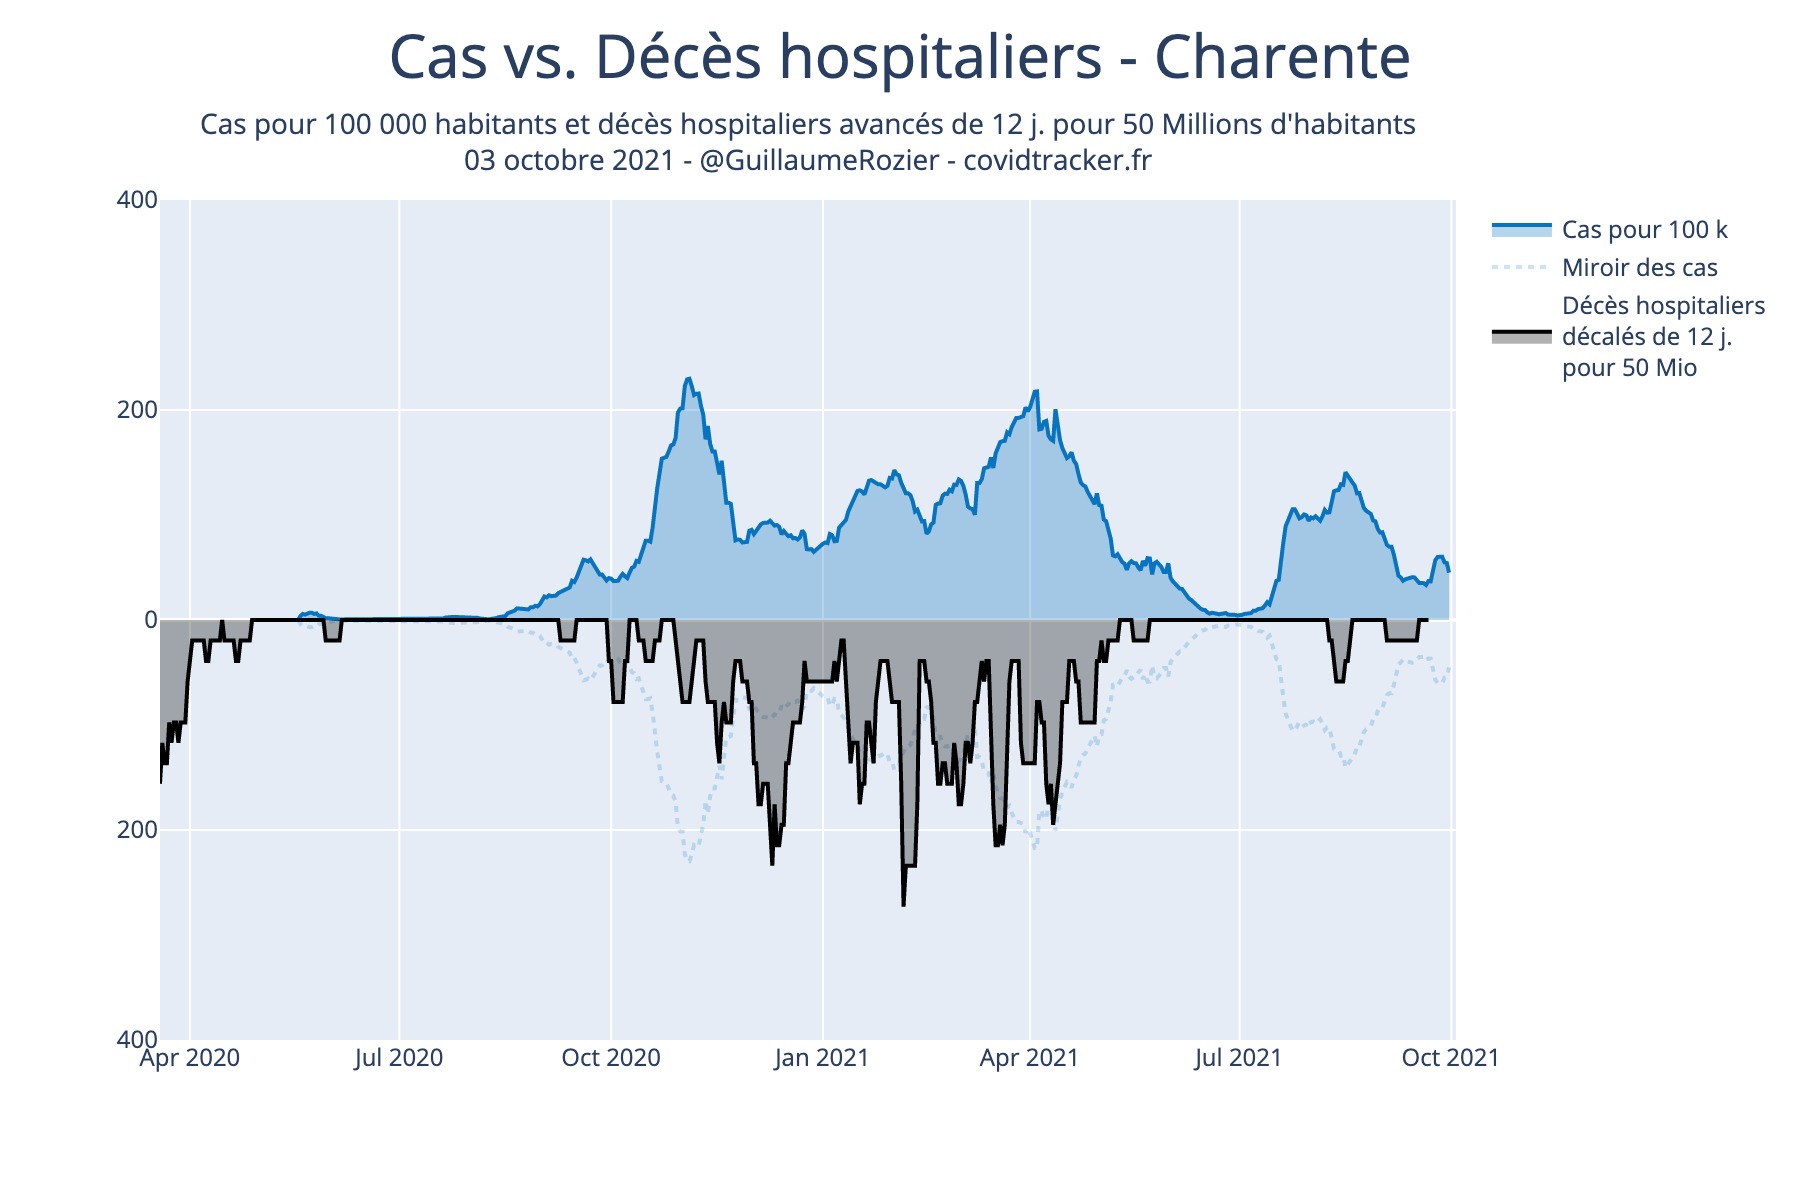 Cas vs. Décès hospitaliers - Charente
Cas pour 100 000 habitants et décès hospitaliers avancés de 12 j. pour 50 Millions d'habitants
03 octobre 2021 - @GuillaumeRozier - covidtracker.fr
400
200
0
200
400
Apr 2020
Jul 2020
Oct 2020
Jan 2021
Apr 2021
Jul 2021
Oct 2021
Cas pour 100 k
Miroir des cas
Décès hospitaliers
décalés de 12 j.
pour 50 Mio